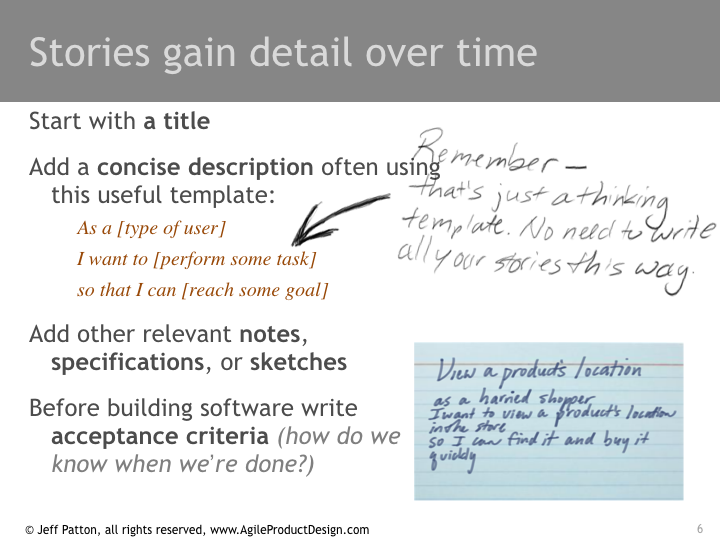 Stories gain detail over time
Start with a title
Add a concise description often using
this useful template:
As a [type of user]
I want to [perform some task]
so that I can [reach some goal]
Remember —
that's just a thinking
template. No need to write
all your stories this way.
Add other relevant notes,
specifications, or sketches
Before building software write
acceptance criteria (how do we
know when we're done?)
View a product's location
as a harried shopper
I want to view a product's location
in the store
so I can find it and buy it
quickly
© Jeff Patton, all rights reserved, www.AgileProductDesign.com
6